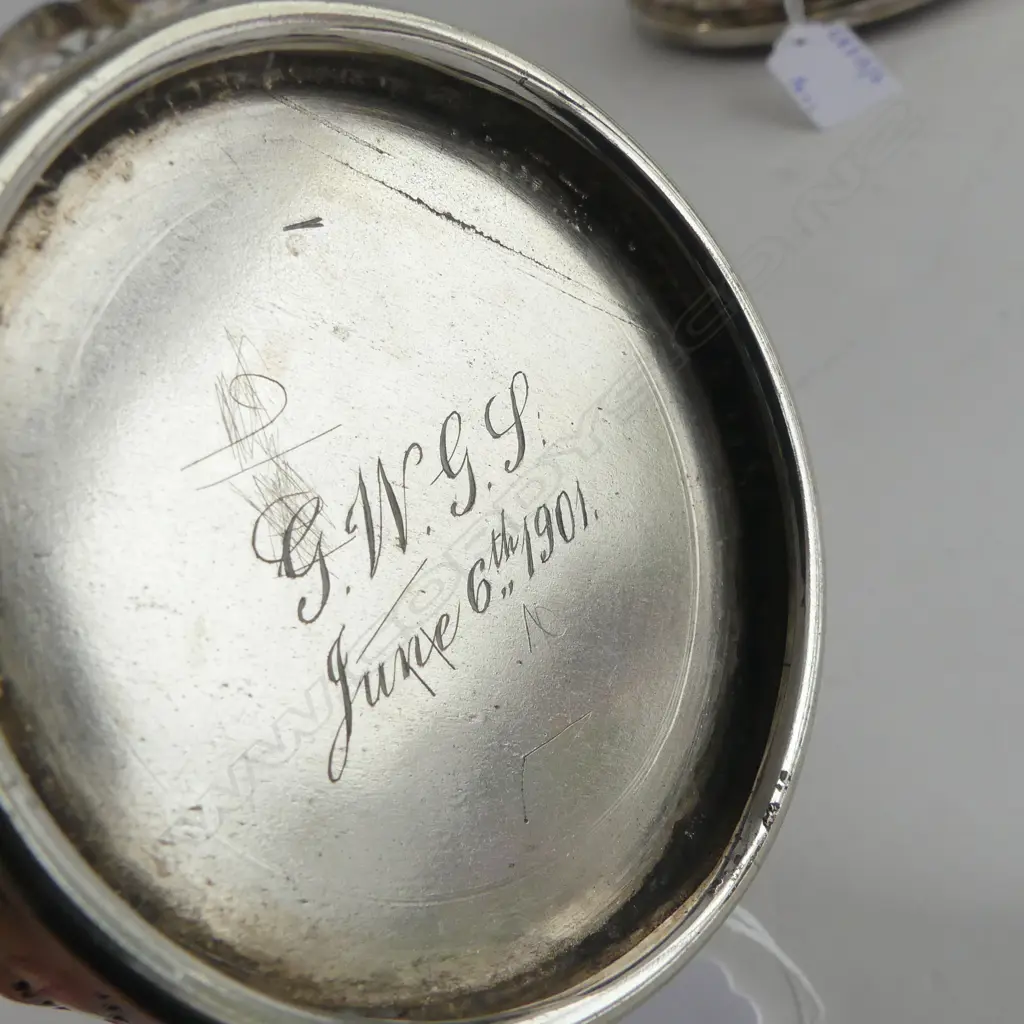 G. W. G. S.
June 6th,, 1901.